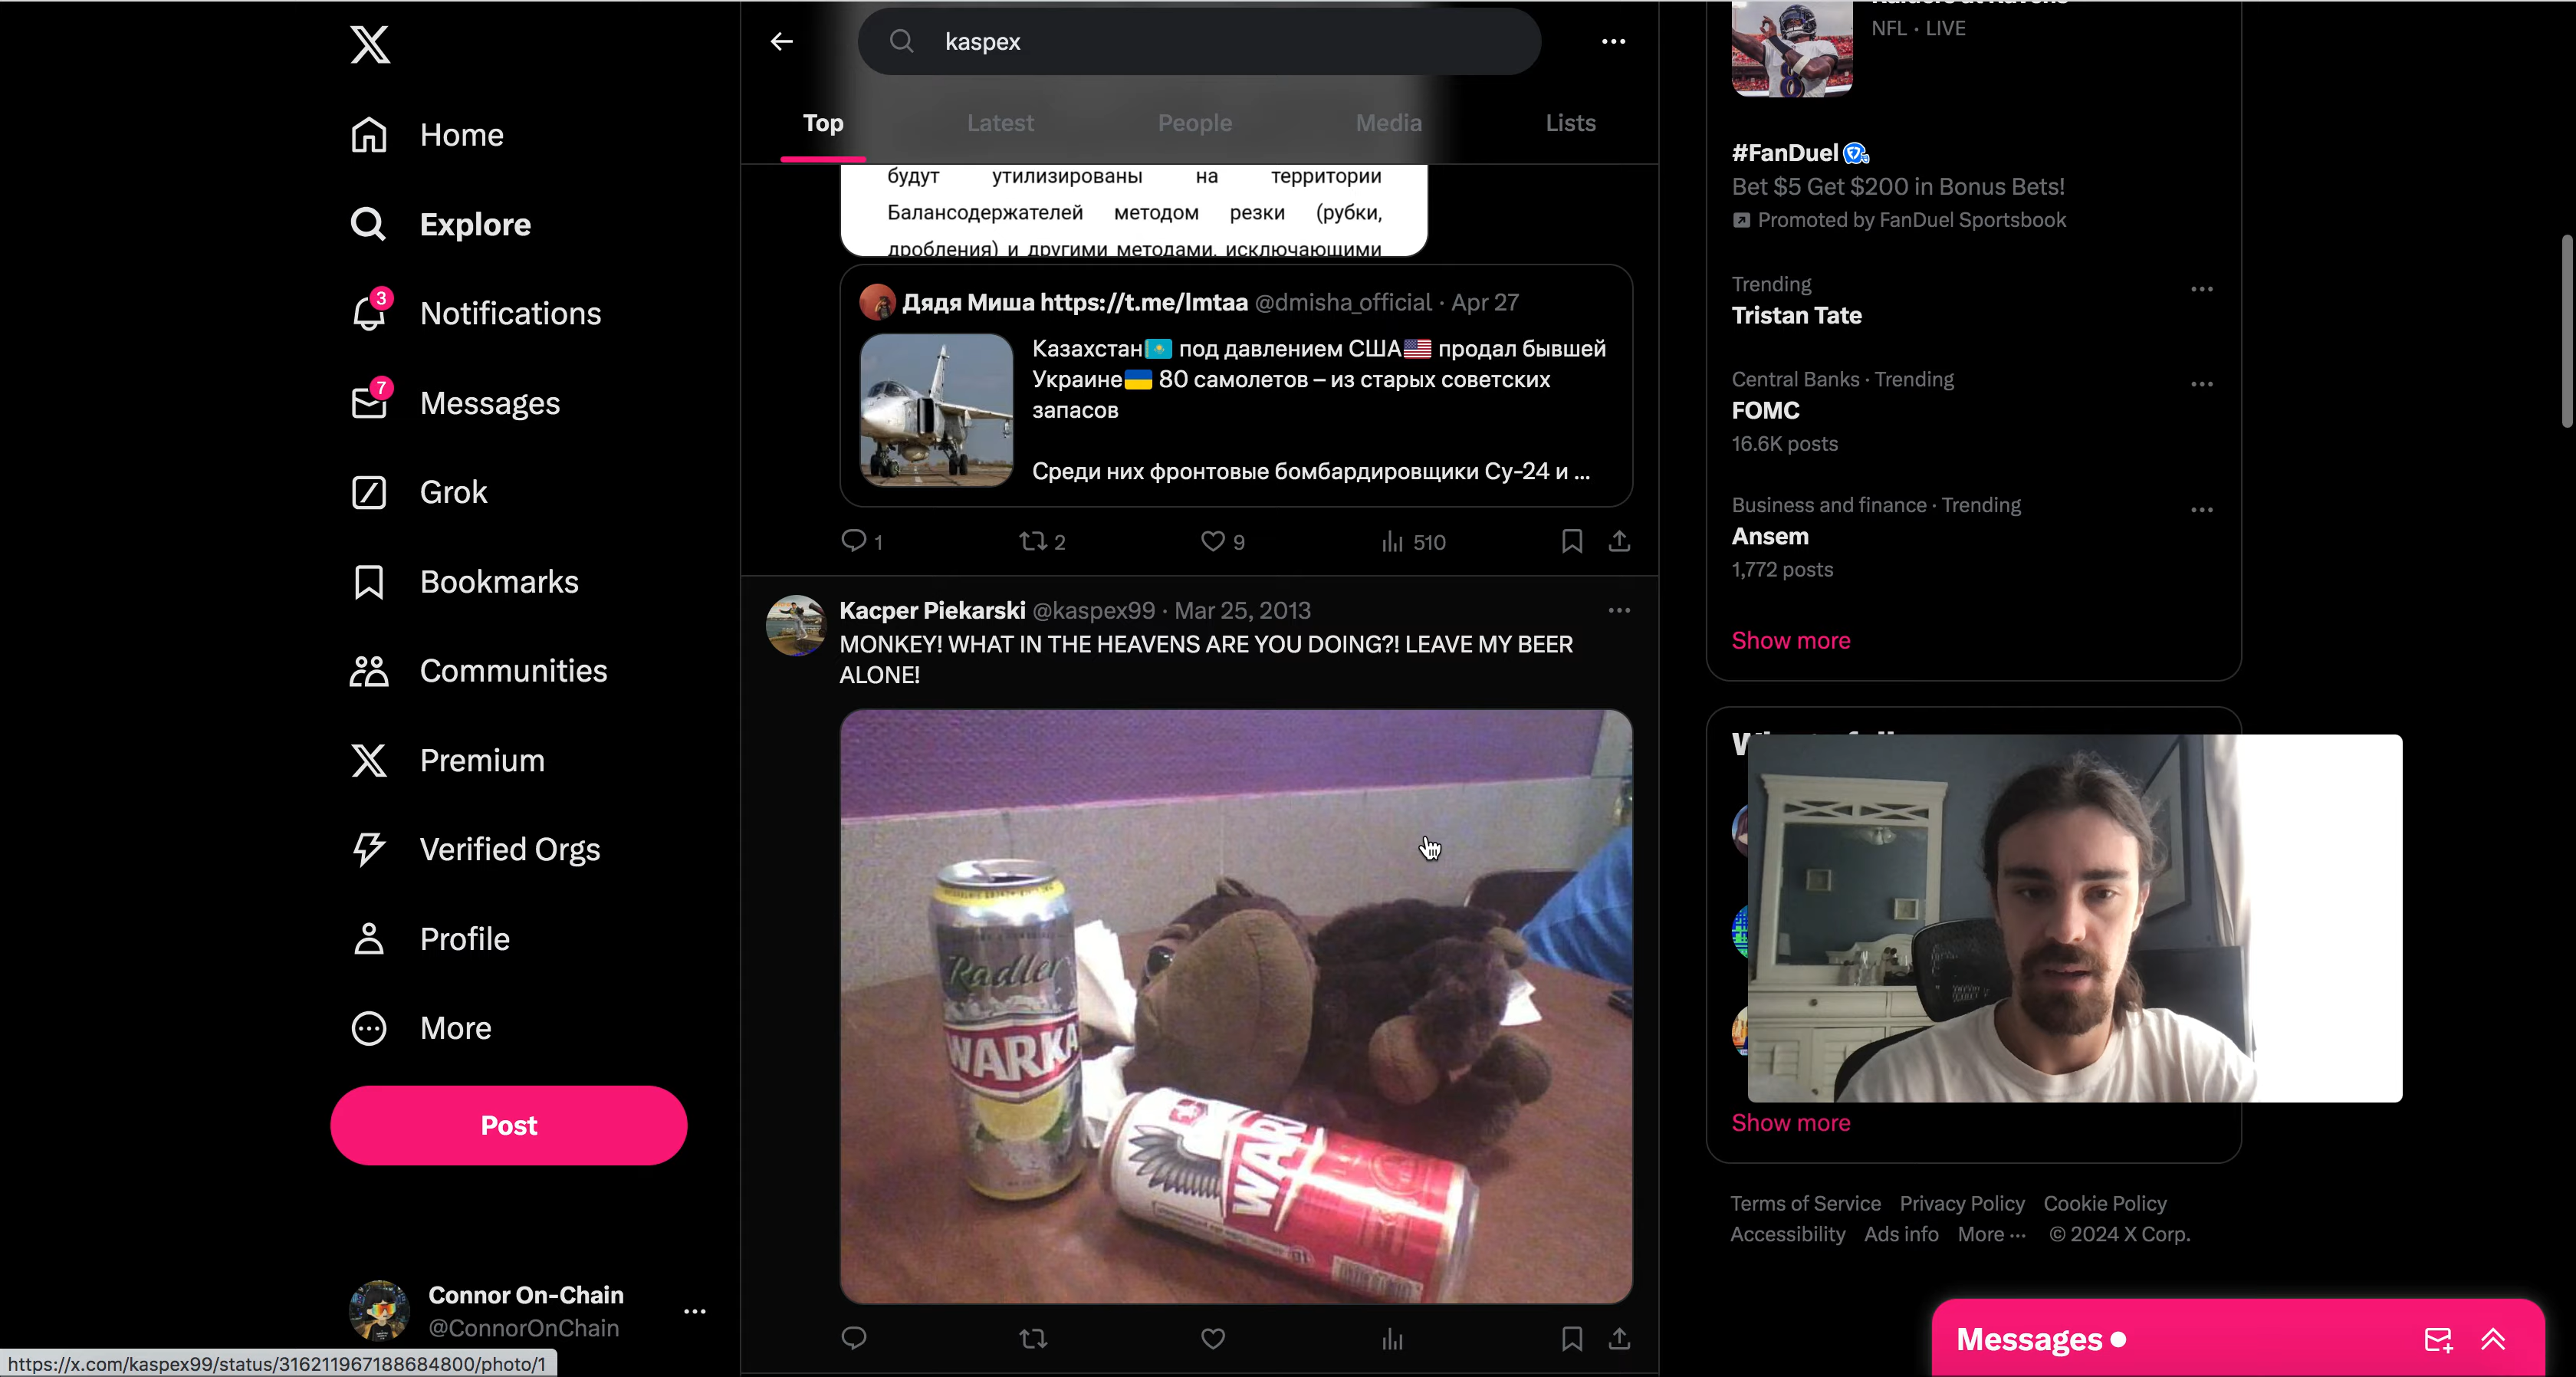 kaspex
Top
Latest
People
Media
Lists
Home
Explore
3
Notifications
7
Messages
Grok
Bookmarks
Communities
Premium
Verified Orgs
Profile
More
Post
Connor On-Chain
@ConnorOnChain
https://x.com/kaspex99/status/316211967188684800/photo/1
будут утилизированы на территории
Балансодержателей методом резки (рубки,
дробления) и другими методами, исключающими
Дядя Миша https://t.me/lmtaa @dmisha_official · Apr 27
Казахстан под давлением США продал бывшей
Украине 80 самолетов – из старых советских
запасов
Среди них фронтовые бомбардировщики Су-24 и ...
1
2
9
510
Kacper Piekarski @kaspex99 · Mar 25, 2013
MONKEY! WHAT IN THE HEAVENS ARE YOU DOING?! LEAVE MY BEER
ALONE!
Radler
WARKA
WAR
NFL · LIVE
#FanDuel
Bet $5 Get $200 in Bonus Bets!
Promoted by FanDuel Sportsbook
Trending
Tristan Tate
Central Banks · Trending
FOMC
16.6K posts
Business and finance · Trending
Ansem
1,772 posts
Show more
Show more
Terms of Service Privacy Policy Cookie Policy
Accessibility Ads info More ··· © 2024 X Corp.
Messages